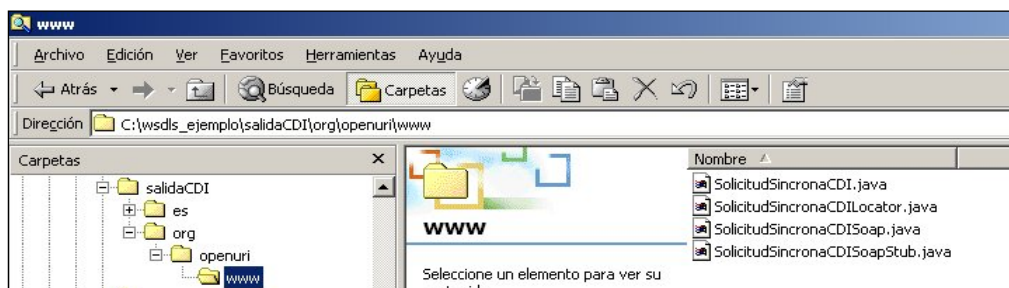 www
Archivo Edición Ver Favoritos Herramientas Ayuda
Atrás Búsqueda Carpetas
Dirección C:\wsdls_ejemplo\salidaCDI\org\openuri\www
Carpetas
salidaCDI
es
org
openuri
www
www
Seleccione un elemento para ver su
Nombre
SolicitudSincronaCDI.java
SolicitudSincronaCDILocator.java
SolicitudSincronaCDISoap.java
SolicitudSincronaCDISoapStub.java